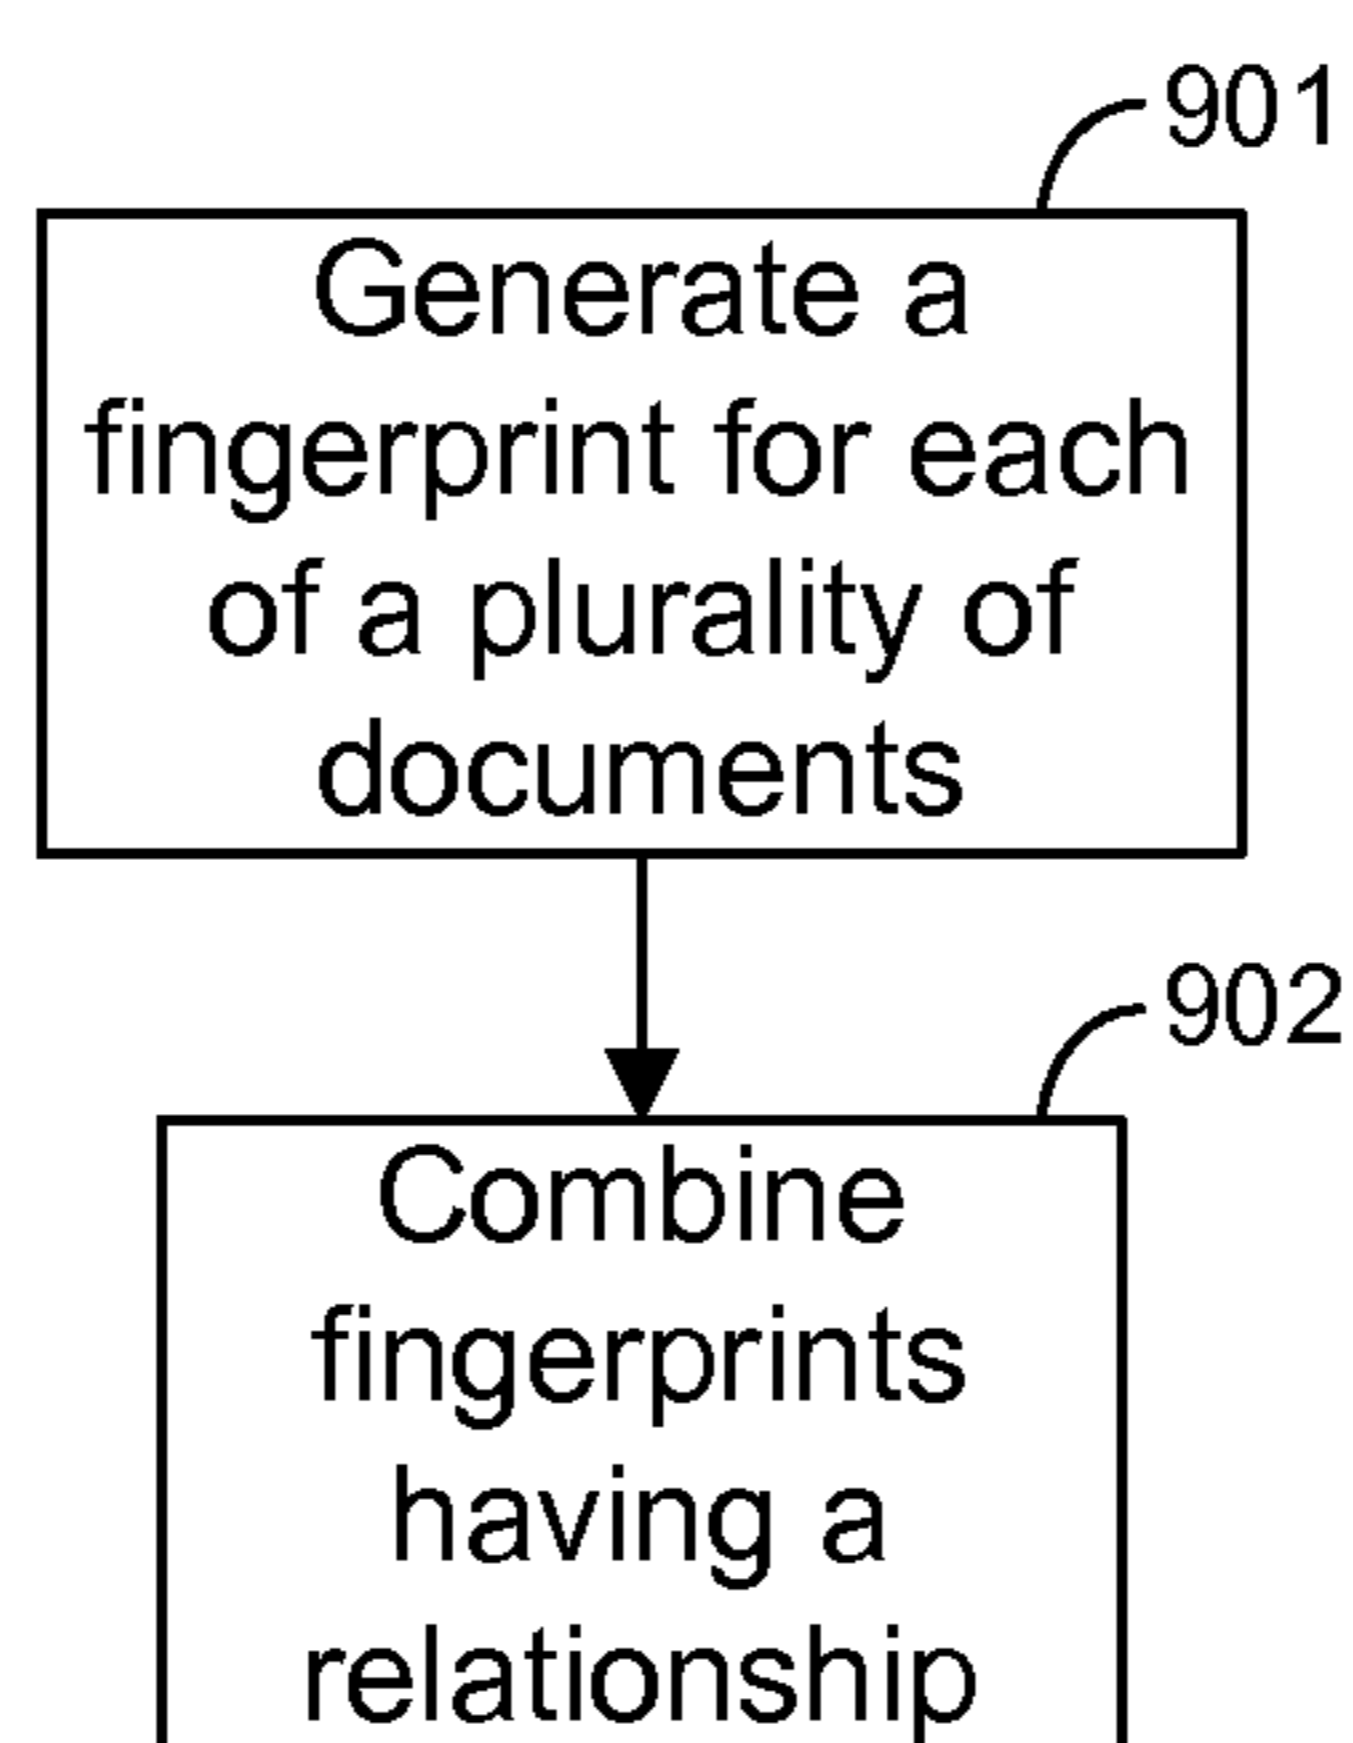 901
Generate a
fingerprint for each
of a plurality of
documents
902
Combine
fingerprints
having a
relationship